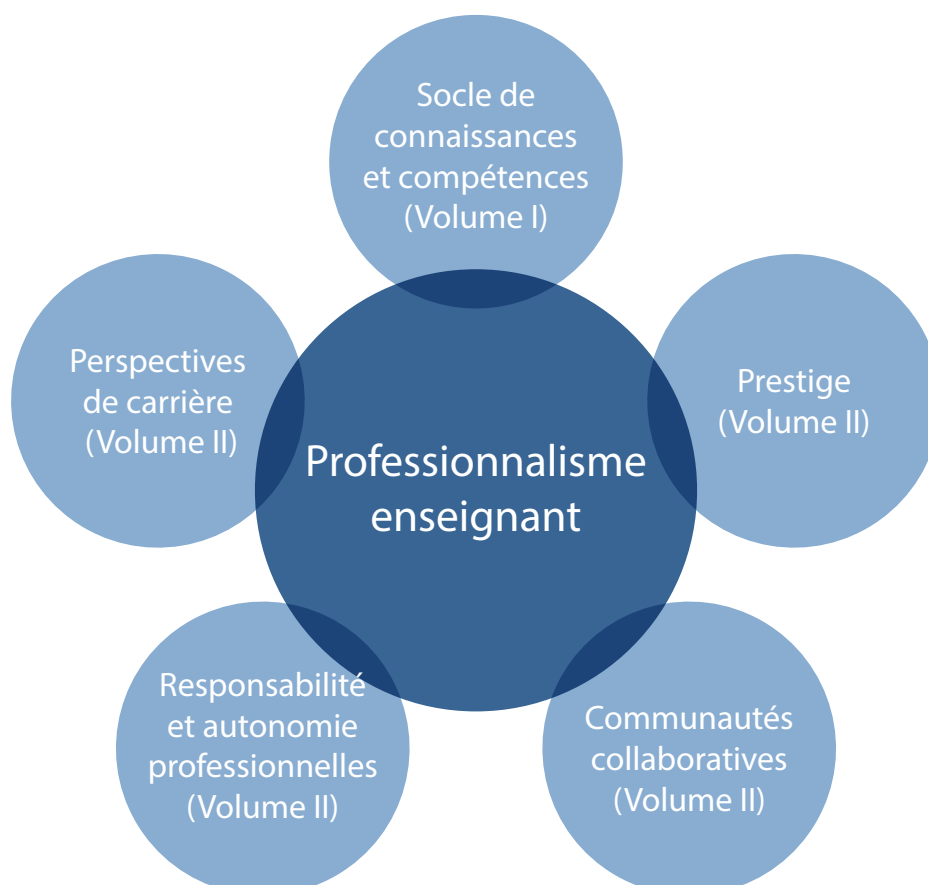 Socle de
connaissances
et compétences
(Volume I)
Perspectives
de carrière
(Volume II)
Prestige
(Volume II)
Professionnalisme
enseignant
Responsabilité
et autonomie
professionnelles
(Volume II)
Communautés
collaboratives
(Volume II)